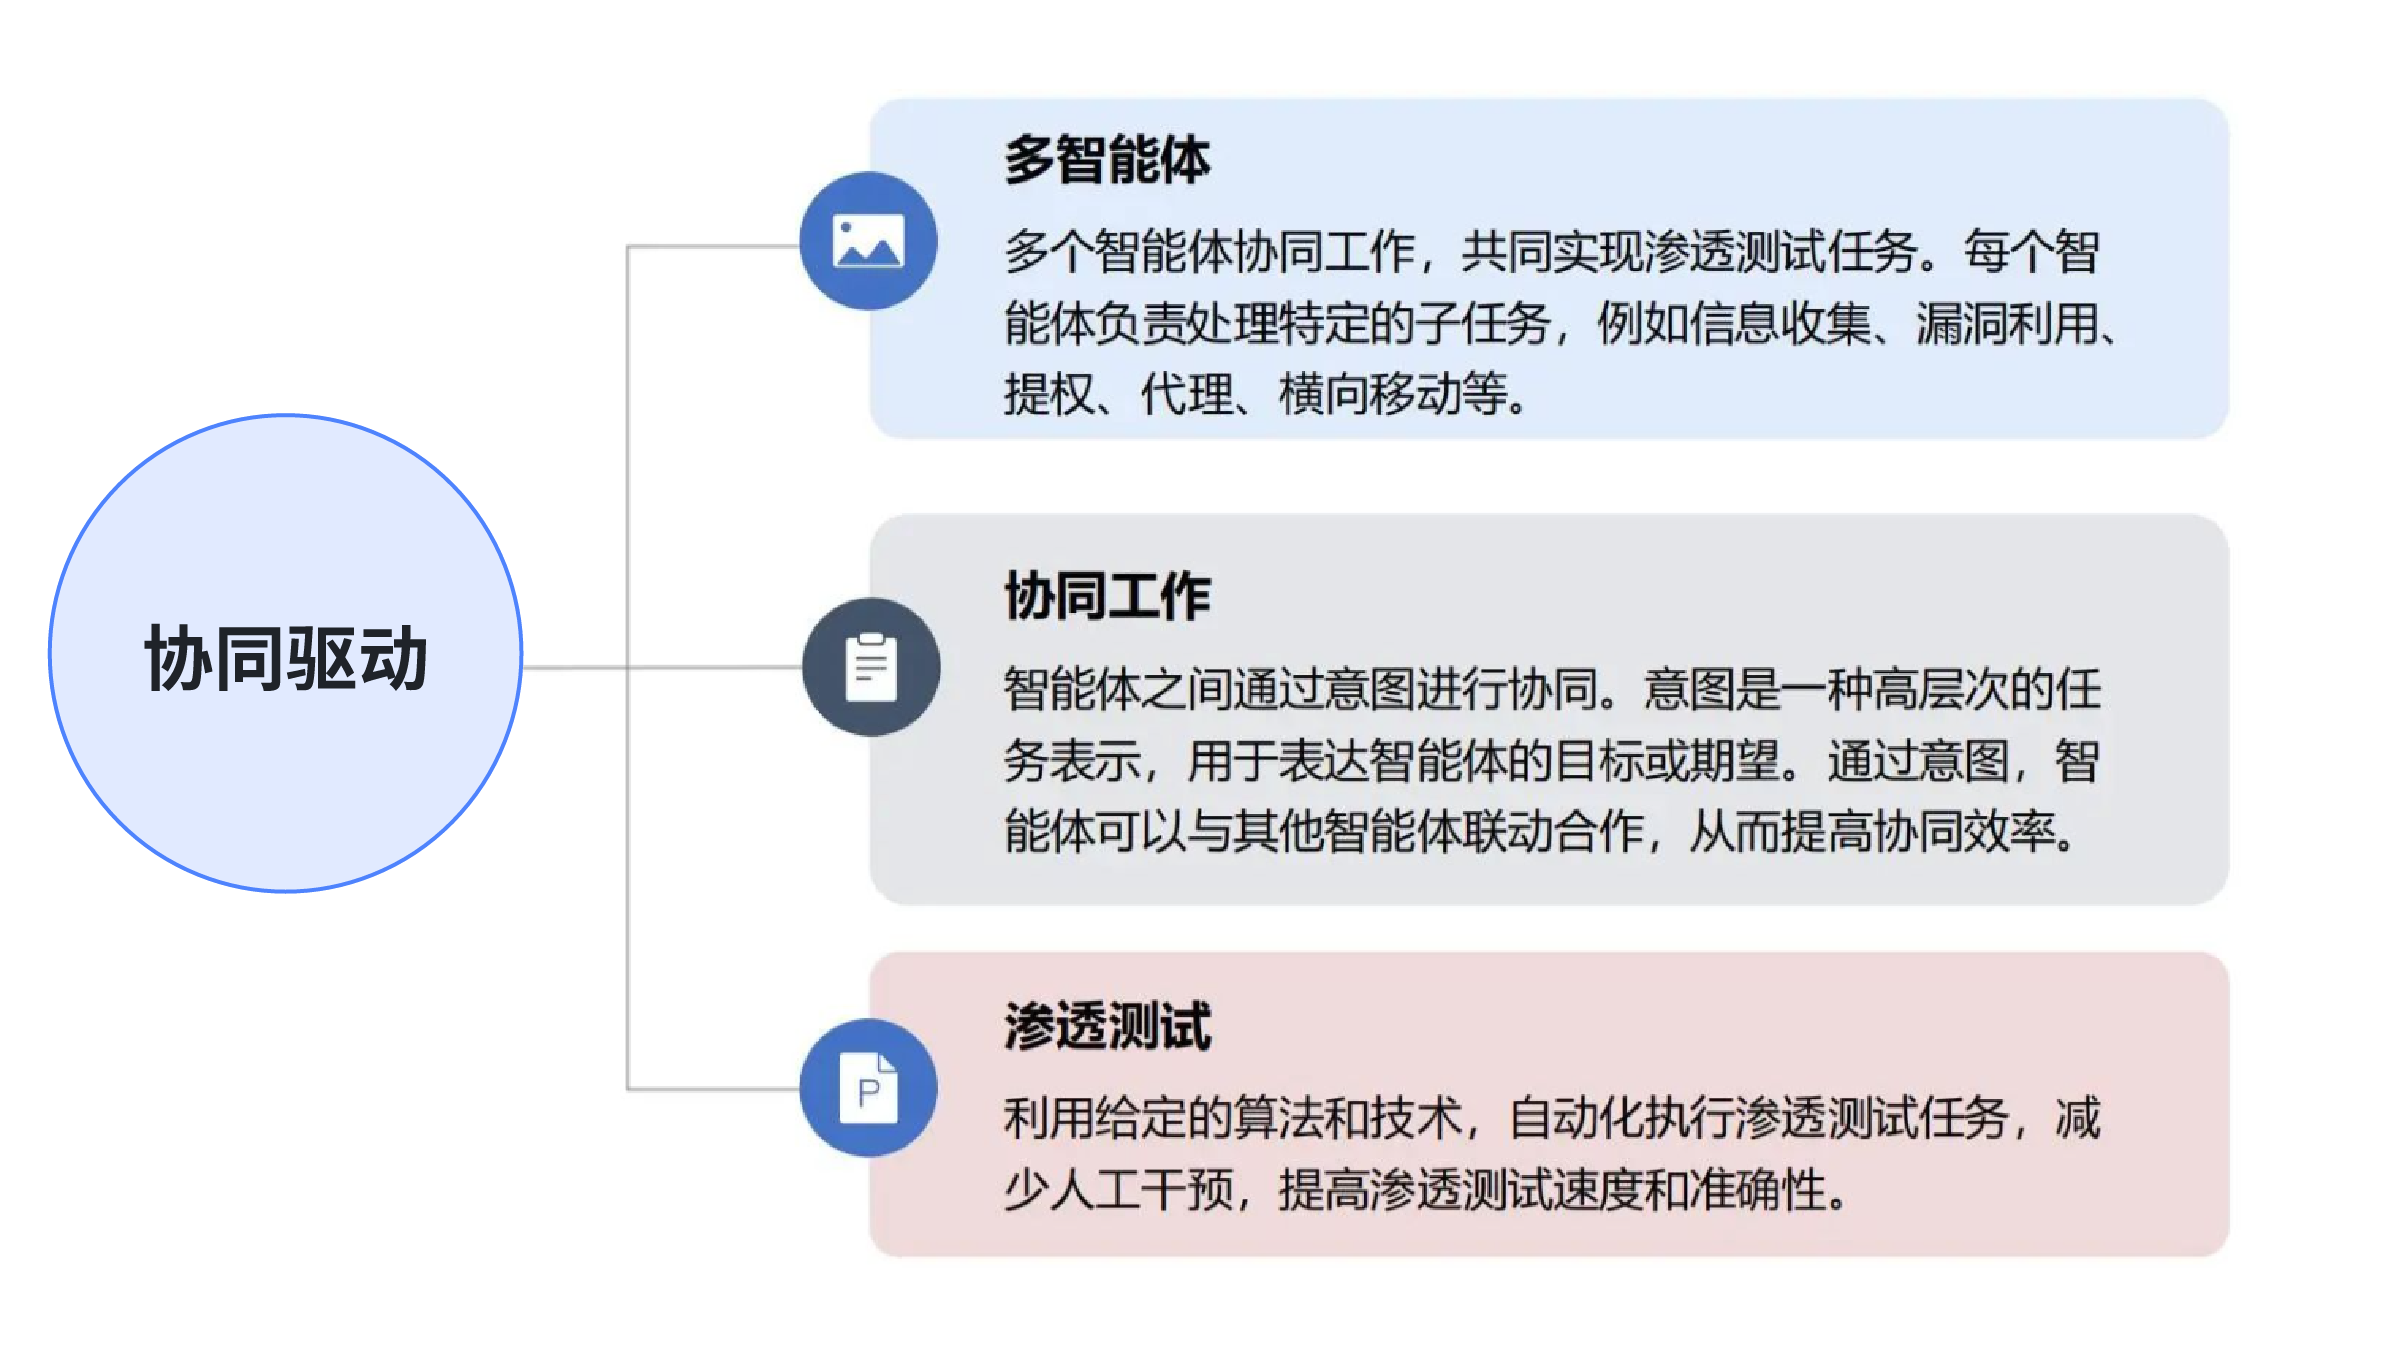 协同驱动
多智能体
多个智能体协同工作，共同实现渗透测试任务。每个智
能体负责处理特定的子任务，例如信息收集、漏洞利用、
提权、代理、横向移动等。
协同工作
智能体之间通过意图进行协同。意图是一种高层次的任
务表示，用于表达智能体的目标或期望。通过意图，智
能体可以与其他智能体联动合作，从而提高协同效率。
P
渗透测试
利用给定的算法和技术，自动化执行渗透测试任务，减
少人工干预，提高渗透测试速度和准确性。